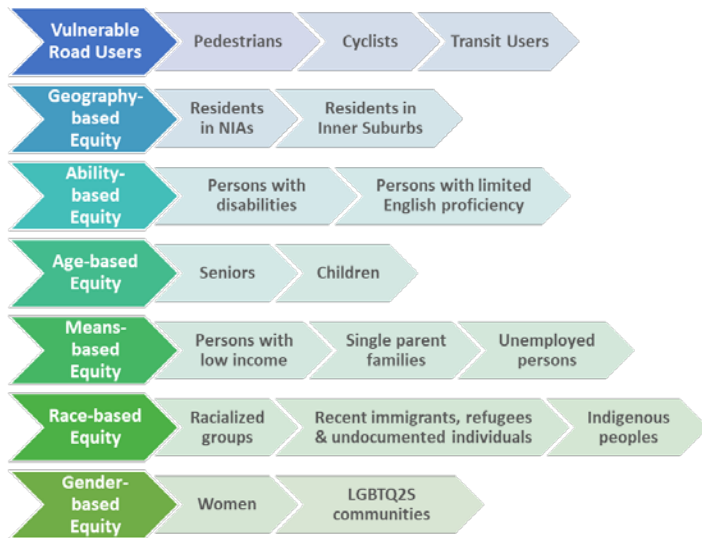 Vulnerable
Road Users
Pedestrians
Cyclists
Transit Users
Geography-
based
Equity
Residents
in NIAs
Residents in
Inner Suburbs
Ability-
based
Equity
Persons with
disabilities
Persons with limited
English proficiency
Age-based
Equity
Seniors
Children
Means-
based
Equity
Persons with
low income
Single parent
families
Unemployed
persons
Race-based
Equity
Racialized
groups
Recent immigrants, refugees
& undocumented individuals
Indigenous
peoples
Gender-
based
Equity
Women
LGBTQ2S
communities